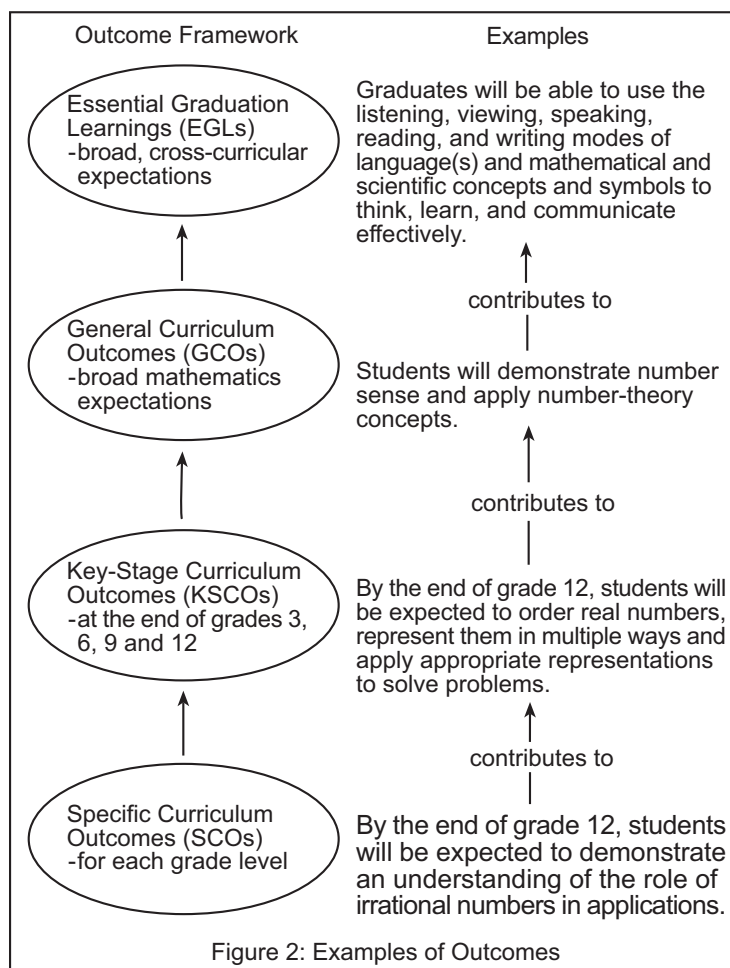 Outcome Framework
Examples
Essential Graduation
Learnings (EGLs)
-broad, cross-curricular
expectations
Graduates will be able to use the
listening, viewing, speaking,
reading, and writing modes of
language(s) and mathematical and
scientific concepts and symbols to
think, learn, and communicate
effectively.
contributes to
General Curriculum
Outcomes (GCOs)
-broad mathematics
expectations
Students will demonstrate number
sense and apply number-theory
concepts.
contributes to
Key-Stage Curriculum
Outcomes (KSCOs)
-at the end of grades 3,
6, 9 and 12
By the end of grade 12, students will
be expected to order real numbers,
represent them in multiple ways and
apply appropriate representations
to solve problems.
contributes to
Specific Curriculum
Outcomes (SCOs)
-for each grade level
By the end of grade 12, students
will be expected to demonstrate
an understanding of the role of
irrational numbers in applications.
Figure 2: Examples of Outcomes